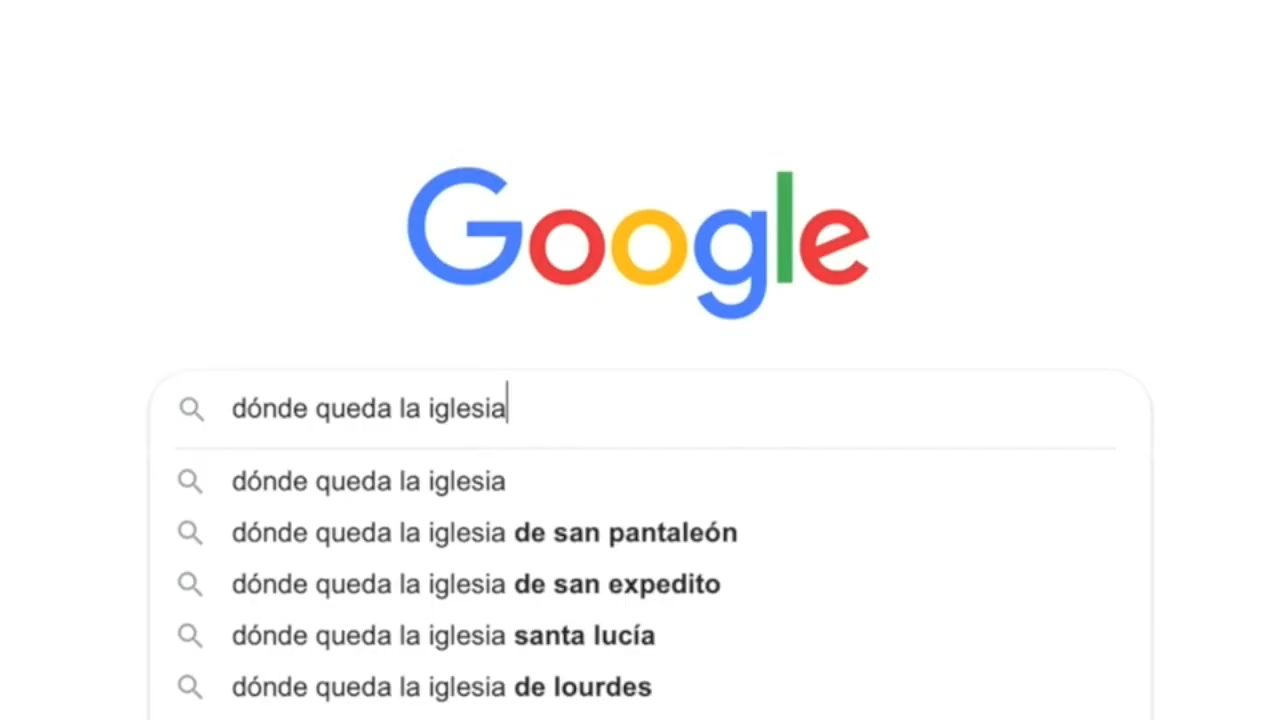 Google
dónde queda la iglesia
dónde queda la iglesia
dónde queda la iglesia de san pantaleón
dónde queda la iglesia de san expedito
dónde queda la iglesia santa lucía
dónde queda la iglesia de lourdes